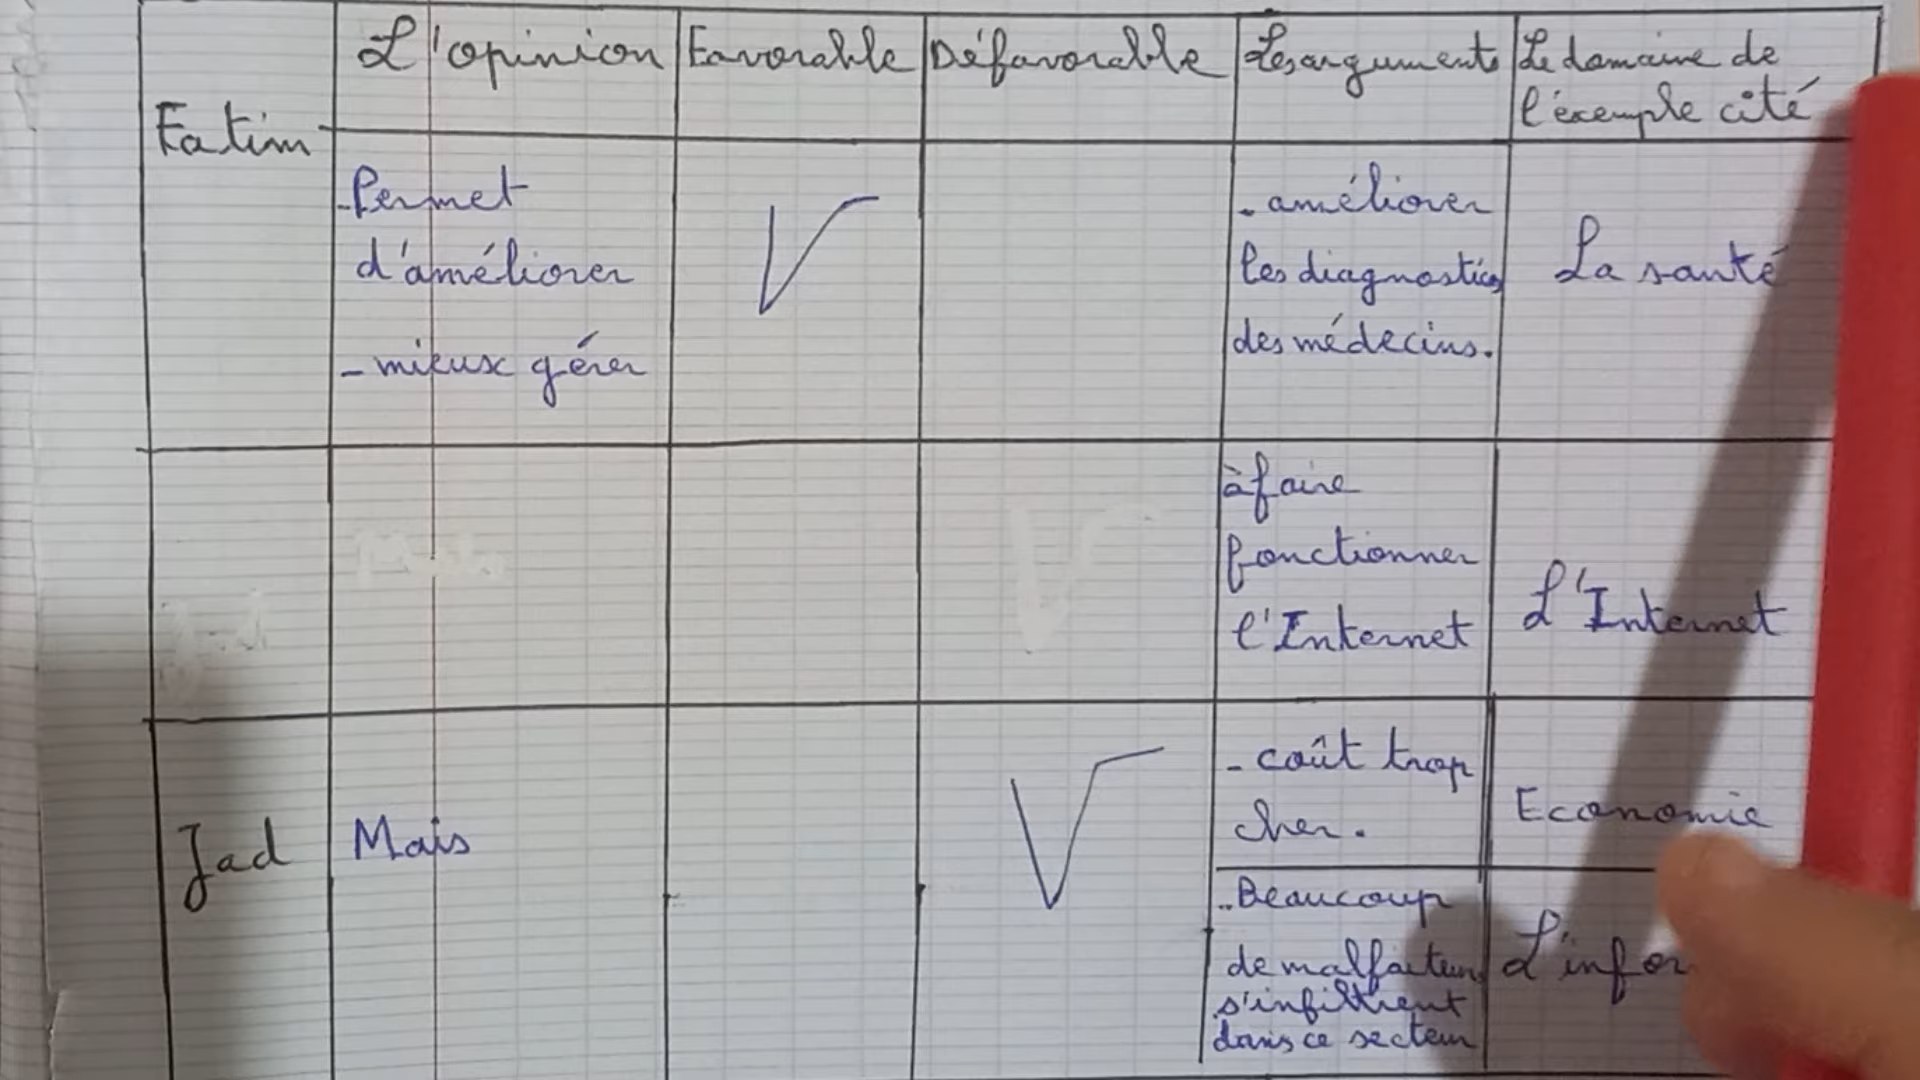 L'opinion
Favorable
Défavorable
Les arguments
Le domaine de
l'éxemple cité
Fatim
- Permet
d'améliorer
- mieux gérer
- améliorer
les diagnostics
des médecins.
La santé
à faire
fonctionner
l'Internet
L'Internet
Jad
Mais
- coût trop
cher.
Economie
- Beaucoup
de malfaiteurs
s'infiltrent
dans ce secteur
L'infor